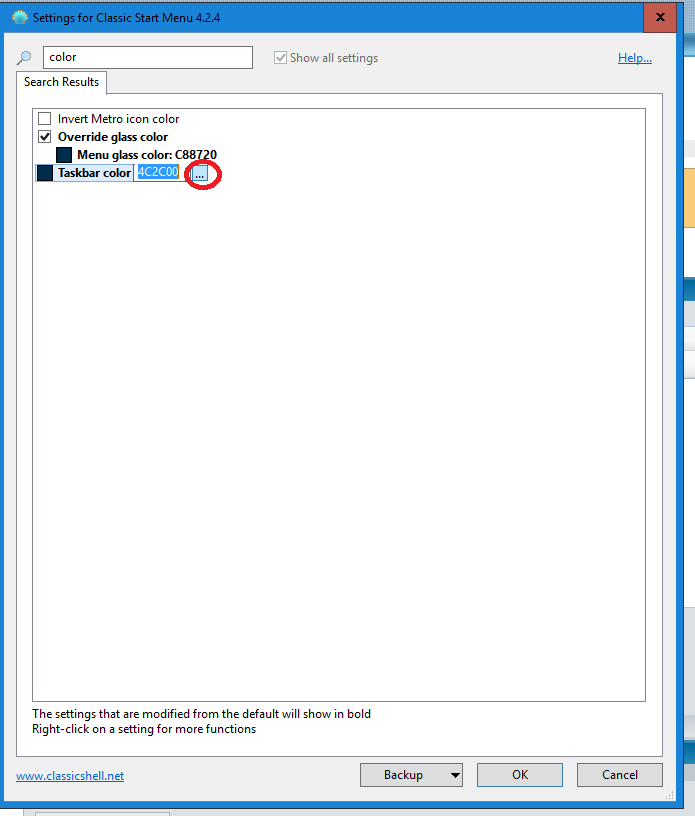 Settings for Classic Start Menu 4.2.4
x
color
Show all settings
Help...
Search Results
Invert Metro icon color
Override glass color
Menu glass color: C88720
Taskbar color 4C2C00 ...
The settings that are modified from the default will show in bold
Right-click on a setting for more functions
www.classicshell.net
Backup
OK
Cancel